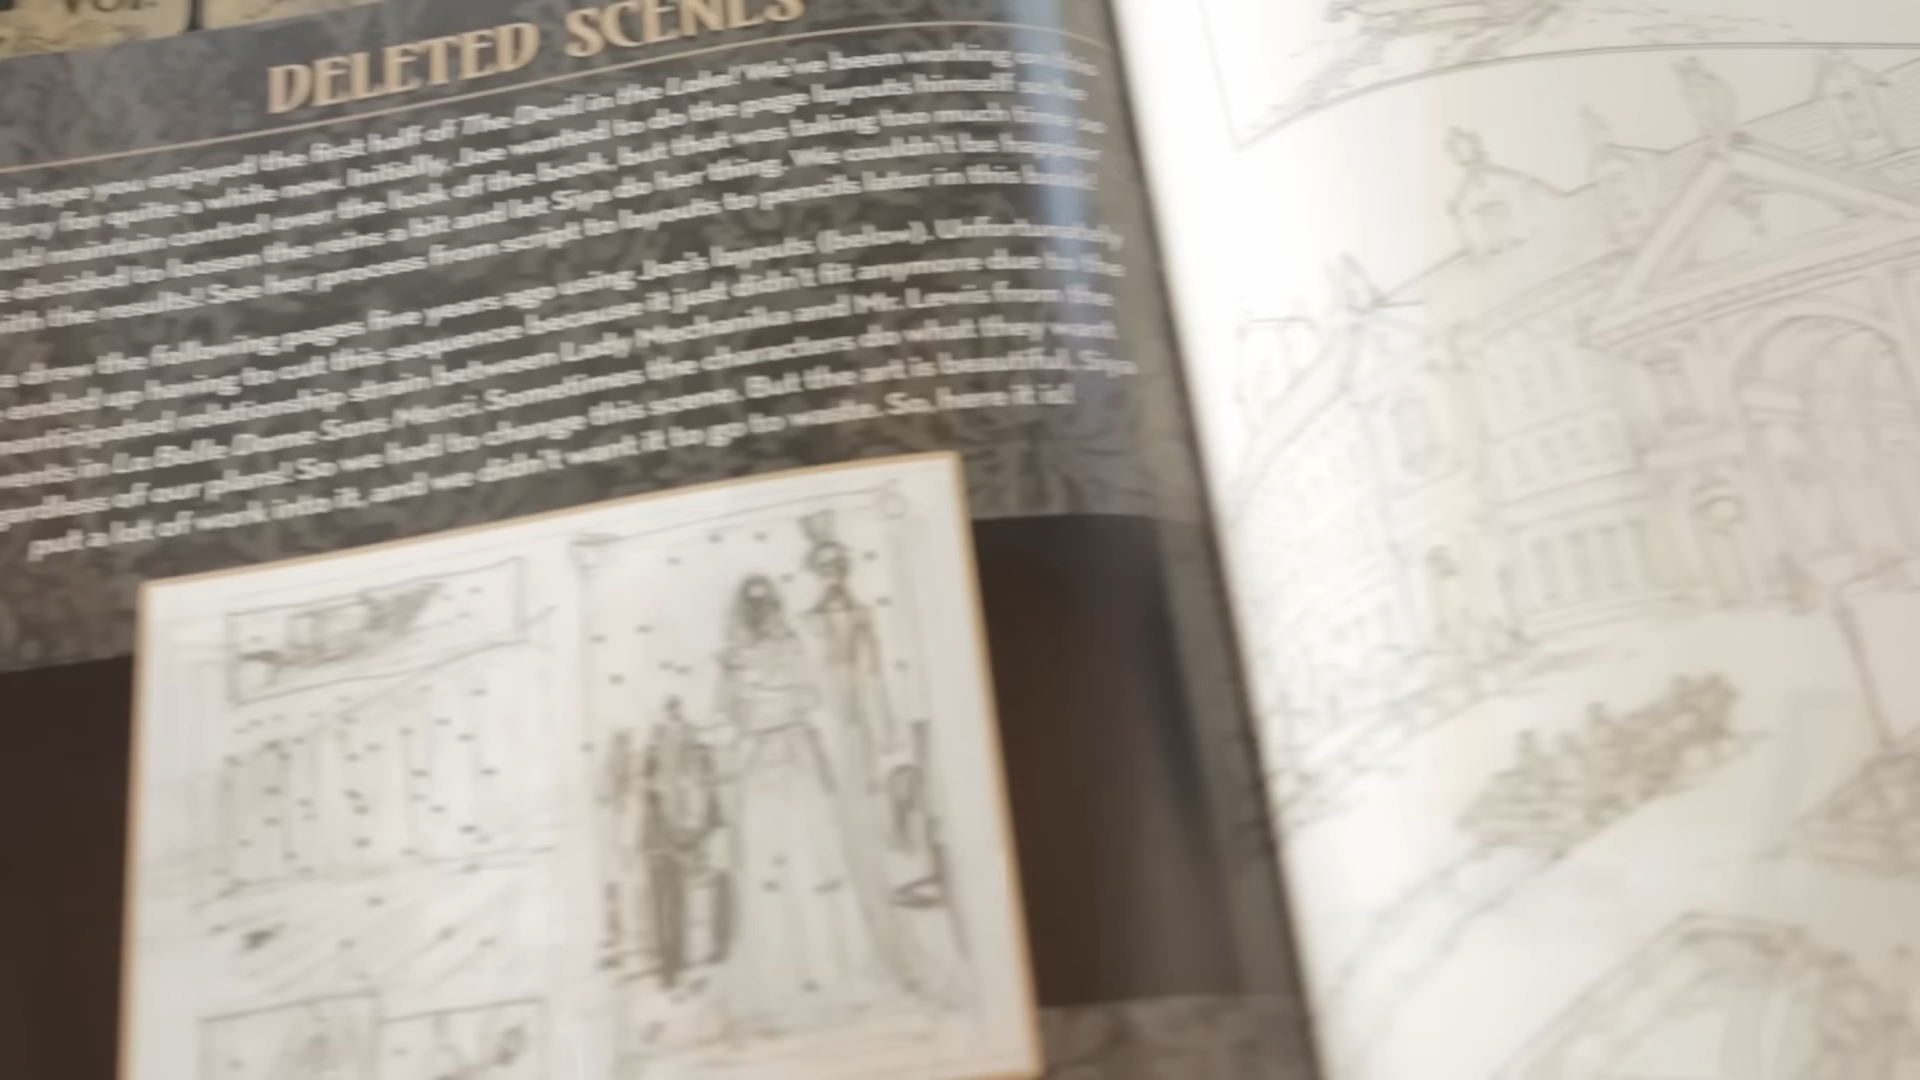 VOL.
DELETED SCENES
hope you enjoyed the first half of The Devil in the Lake! We've been working on this
story for quite a while now. Initially, Joe wanted to do the page layouts himself so he
could maintain control over the look of the book, but that was taking too much time so
decided to loosen the reins a bit and let Siya do her thing. We couldn't be happier
with the results! See her process from script to layouts to pencils later in this book!
drew the following pages five years ago using Joe's layouts (below). Unfortunately
ended up having to cut this sequence because it just didn't fit anymore due to the
unanticipated relationship strain between Lady Mechanika and Mr. Lewis from the
events in La Belle Dame Sans Merci. Sometimes the characters do what they want
regardless of our plans! So we had to change this scene. But the art is beautiful, Siya
put a lot of work into it, and we didn't want it to go to waste. So, here it is!